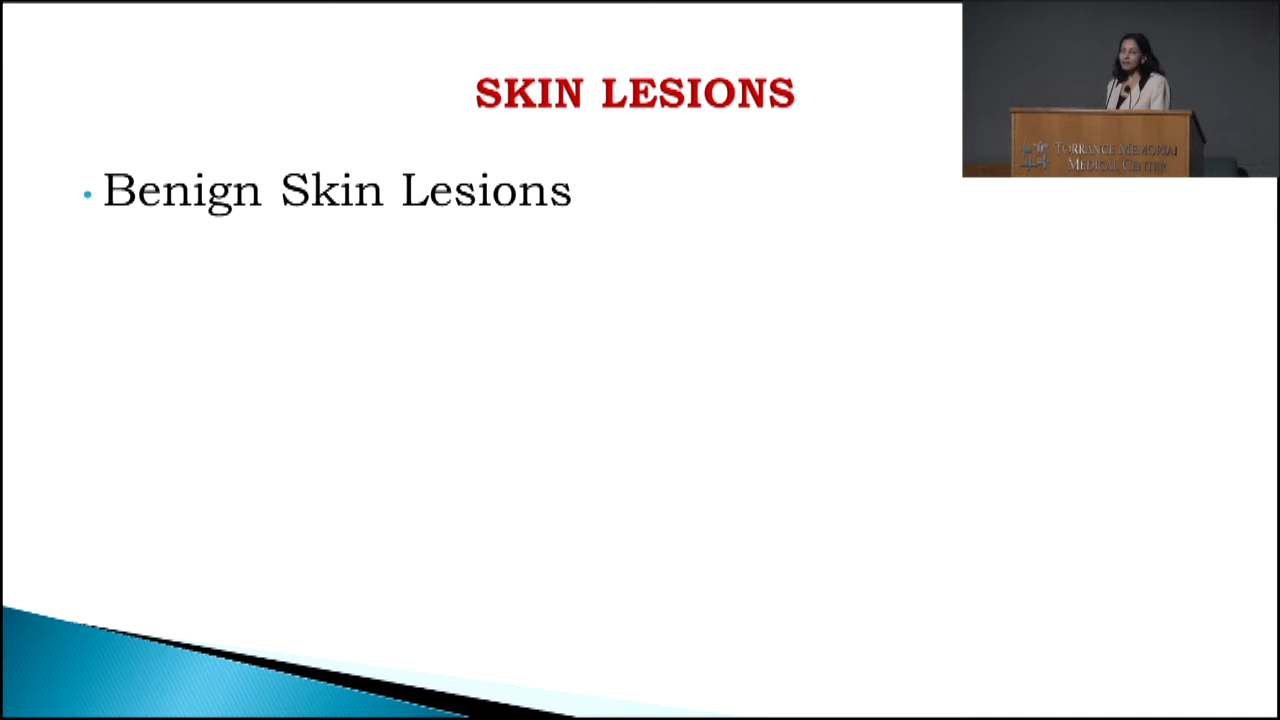 SKIN LESIONS
• Benign Skin Lesions
TORRANCE MEMORIAL
MEDICAL CENTER